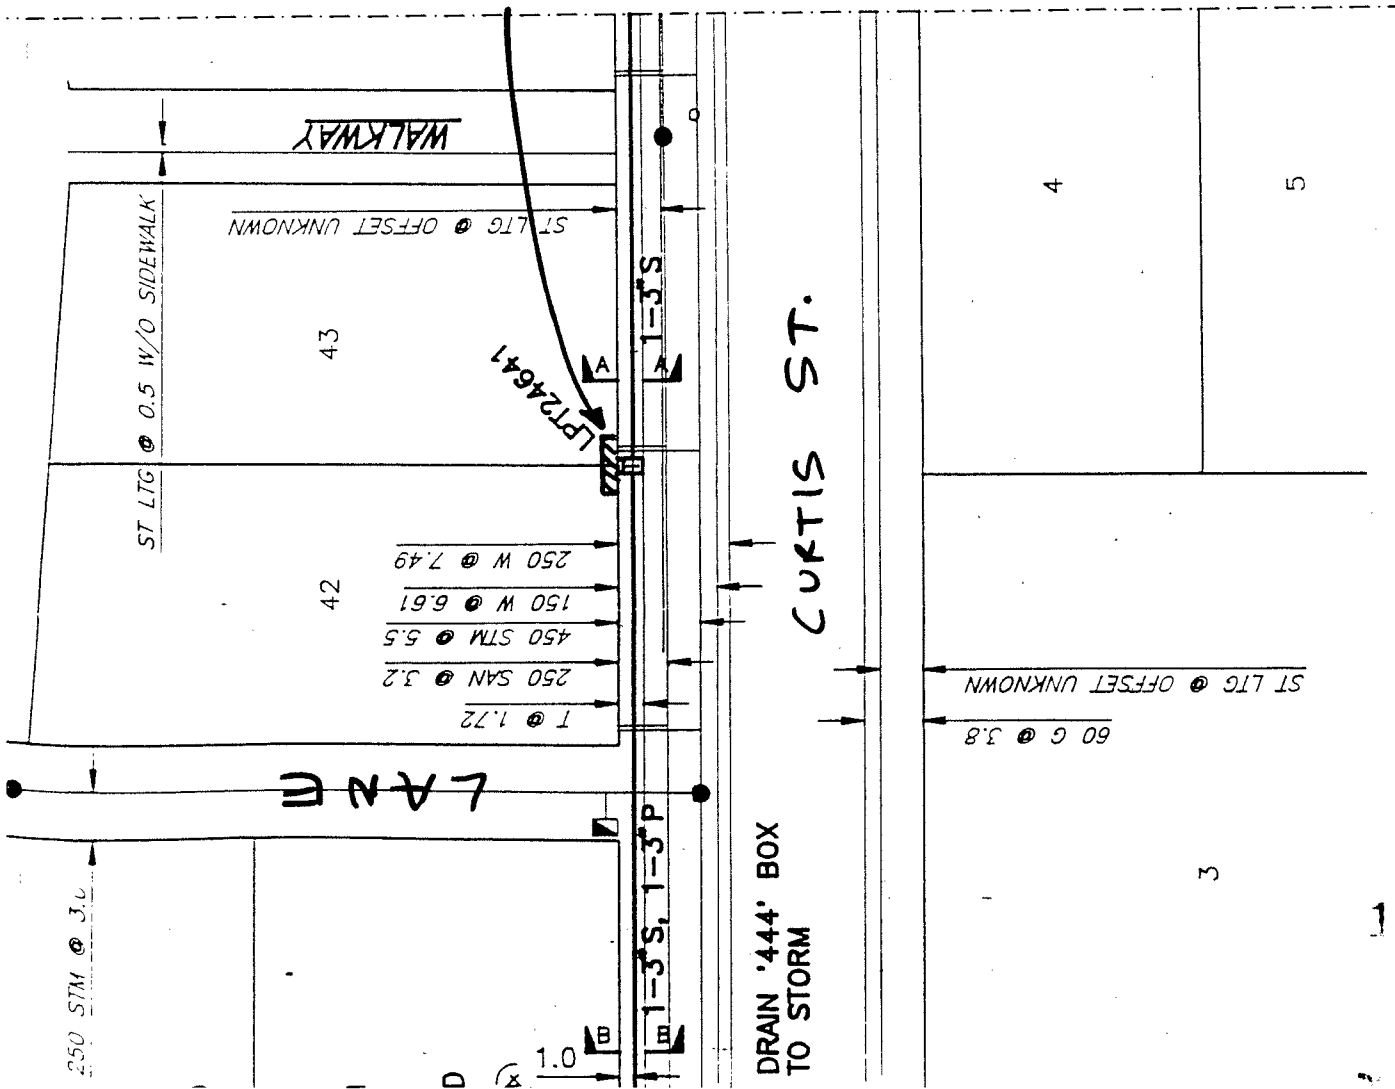 WALKWAY
ST LTG @ OFFSET UNKNOWN
ST LTG @ 0.5 W/O SIDEWALK
43
LPT24641
A
A
1-3"S
4
5
CURTIS ST.
42
250 W @ 7.49
150 W @ 6.61
450 STM @ 5.5
250 SAN @ 3.2
T @ 1.72
ST LTG @ OFFSET UNKNOWN
60 G @ 3.8
LANE
1-3"S, 1-3"P
250 STM @
DRAIN '444' BOX
TO STORM
3
B
B
1.0
D
x
1